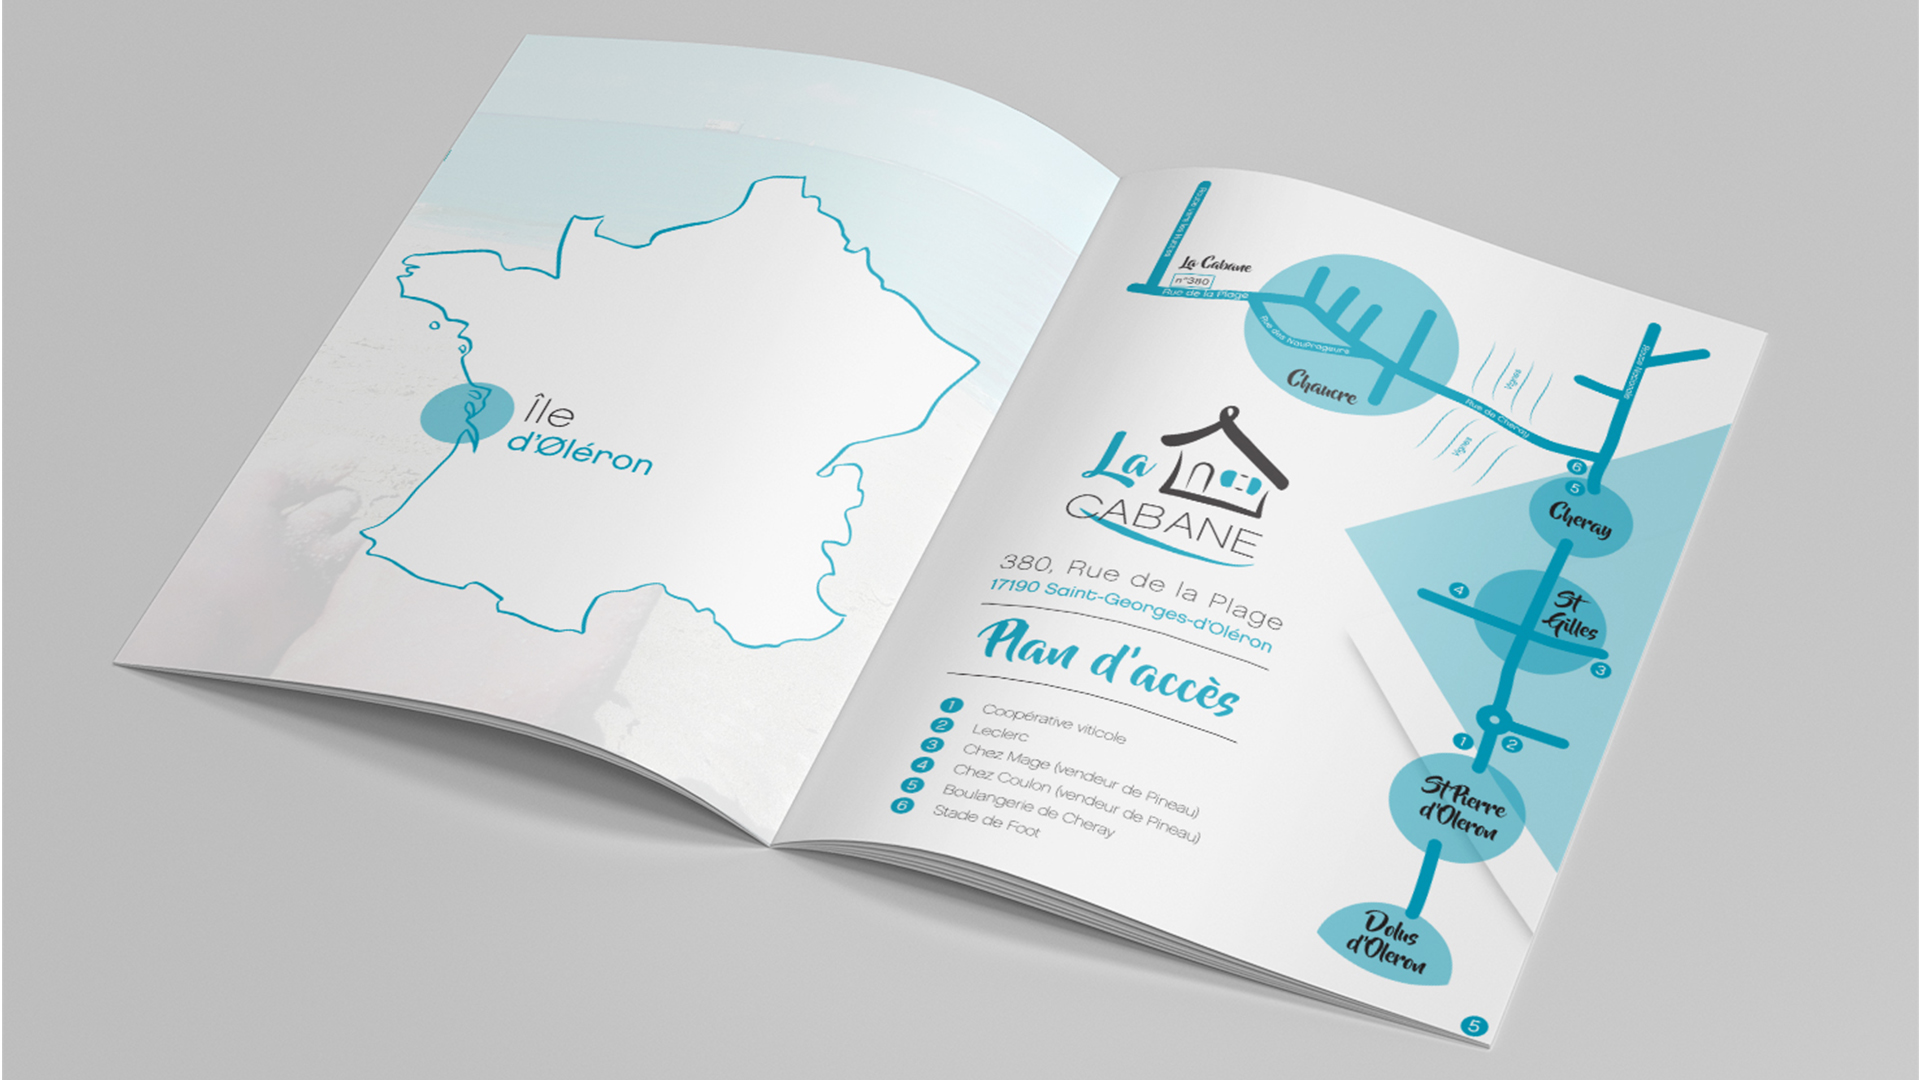 île
d'Øléron
La Cabane
n°380
Rue de la Plage
Rue des Naufrageurs
Chaucre
Vignes
Vignes
Rue de Cheray
6
5
Cheray
4
St
Gilles
3
1
2
St Pierre
d'Oleron
Dolus
d'Oleron
La
CABANE
380, Rue de la Plage
17190 Saint-Georges-d'Oléron
Plan d'accès
1 Coopérative viticole
2 Leclerc
3 Chez Mage (vendeur de Pineau)
4 Chez Coulon (vendeur de Pineau)
5 Boulangerie de Cheray
6 Stade de Foot
5